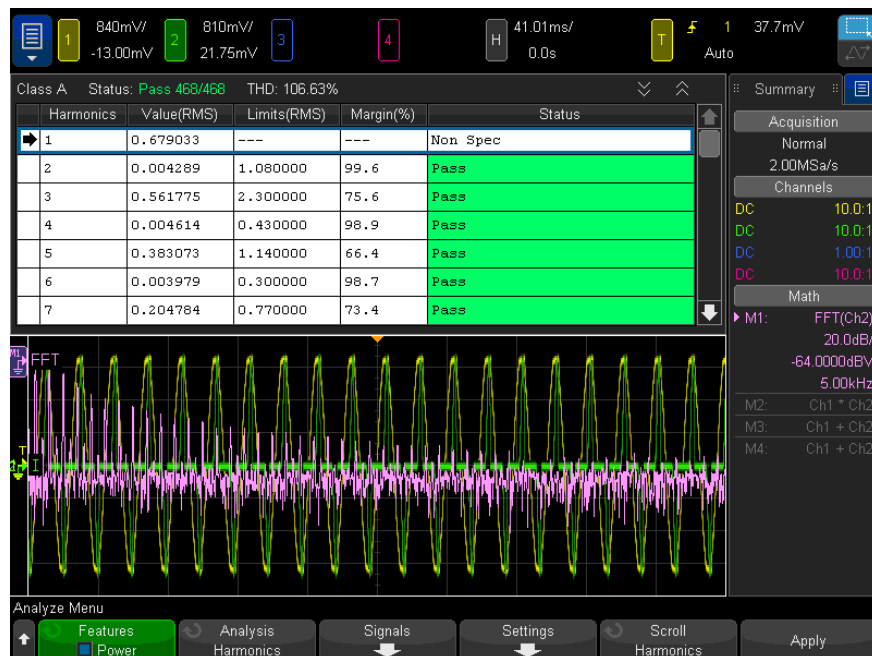 1 840mV/ 2 810mV/ 3 4 H 41.01ms/ T 1 37.7mV
-13.00mV 21.75mV 0.0s Auto
Class A Status: Pass 468/468 THD: 106.63% Summary
Harmonics Value(RMS) Limits(RMS) Margin(%) Status
1 0.679033 --- --- Non Spec
2 0.004289 1.080000 99.6 Pass
3 0.561775 2.300000 75.6 Pass
4 0.004614 0.430000 98.9 Pass
5 0.383073 1.140000 66.4 Pass
6 0.003979 0.300000 98.7 Pass
7 0.204784 0.770000 73.4 Pass
Acquisition
Normal
2.00MSa/s
Channels
DC 10.0:1
DC 10.0:1
DC 1.00:1
DC 10.0:1
Math
M1: FFT(Ch2)
20.0dB/
-64.0000dBV
5.00kHz
M2: Ch1 * Ch2
M3: Ch1 + Ch2
M4: Ch1 + Ch2
M1 FFT
T
I
Analyze Menu
Features Analysis Signals Settings Scroll Apply
Power Harmonics Harmonics